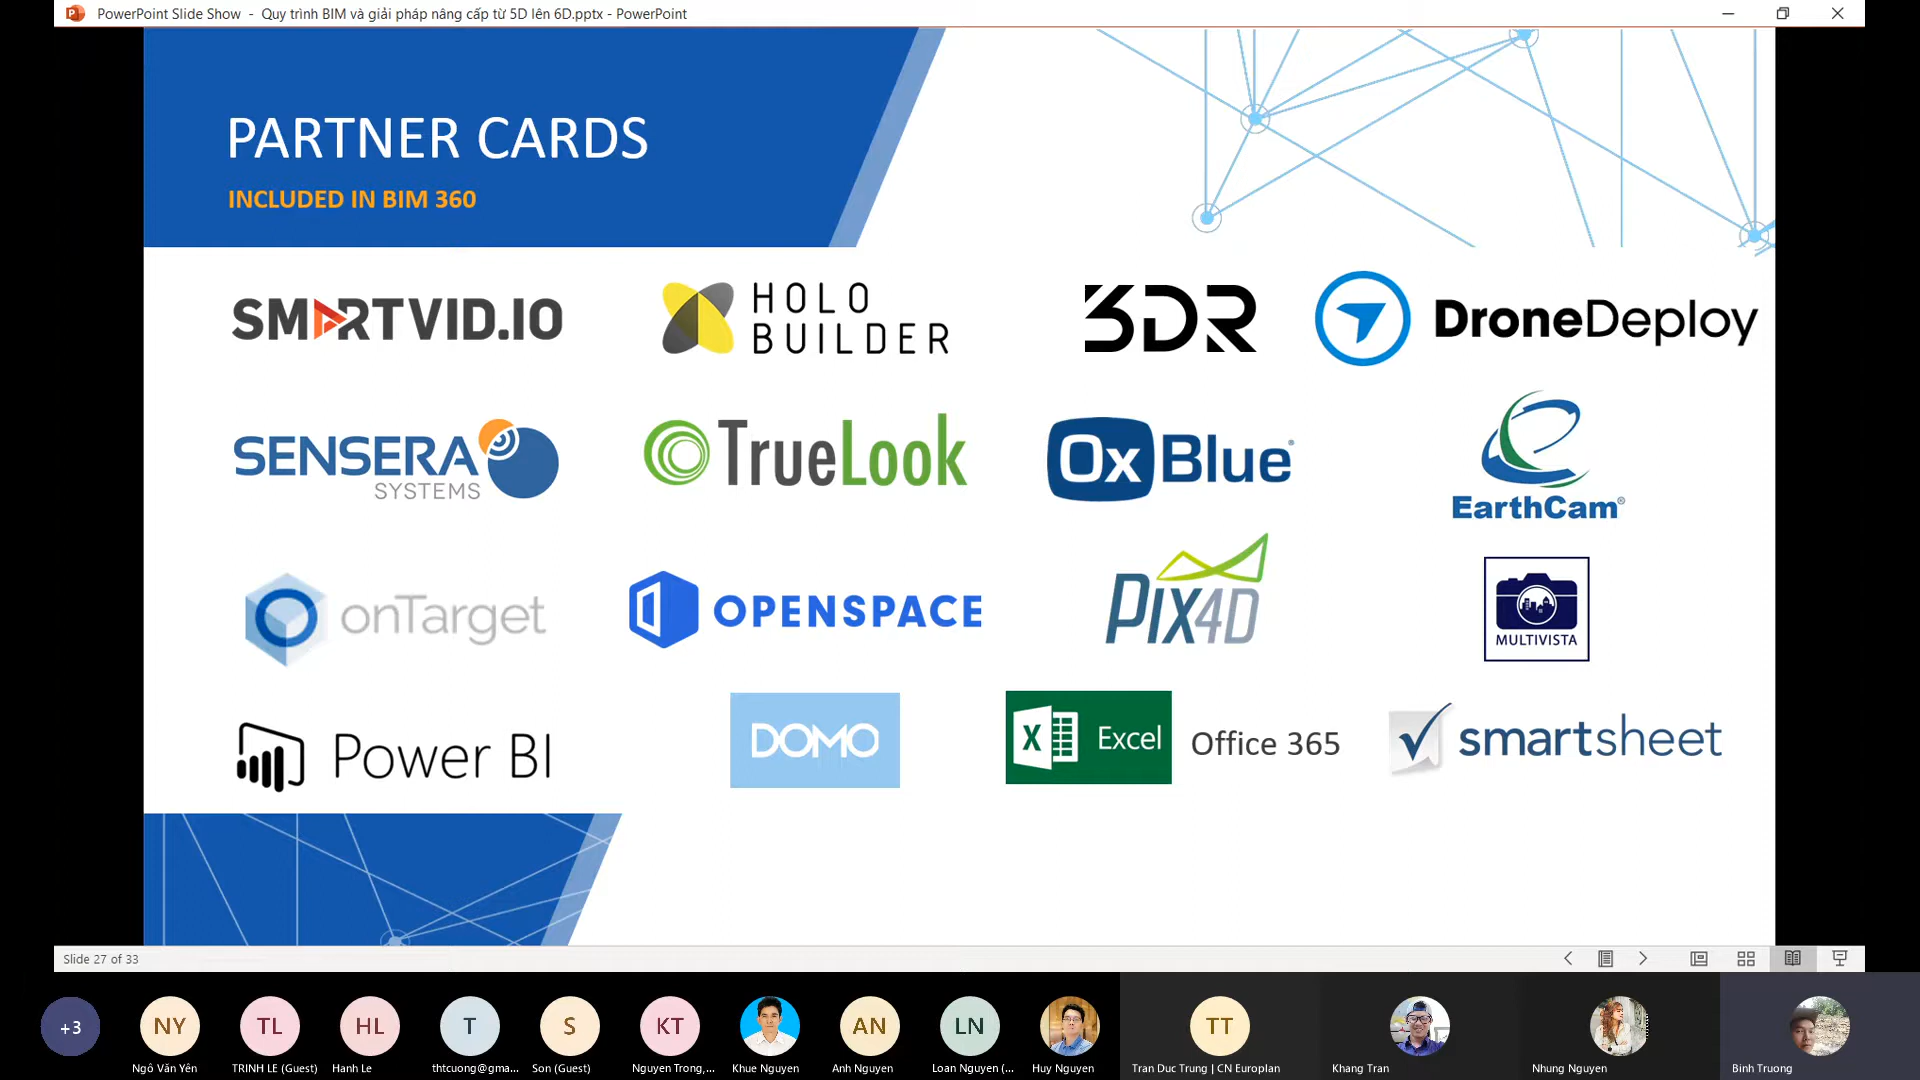 PowerPoint Slide Show - Quy trình BIM và giải pháp nâng cấp từ 5D lên 6D.pptx - PowerPoint
PARTNER CARDS
INCLUDED IN BIM 360
SMARTVID.IO
HOLO
BUILDER
3DR
DroneDeploy
SENSERA
SYSTEMS
TrueLook
Ox Blue®
EarthCam®
onTarget
OPENSPACE
PIX4D
MULTIVISTA
Power BI
DOMO
X Excel
Office 365
smartsheet
Slide 27 of 33
+3
NY
TL
HL
T
S
KT
AN
LN
TT
Ngô Văn Yên
TRINH LE (Guest)
Hanh Le
thtcuong@gma...
Son (Guest)
Nguyen Trong,...
Khue Nguyen
Anh Nguyen
Loan Nguyen (...
Huy Nguyen
Tran Duc Trung | CN Europlan
Khang Tran
Nhung Nguyen
Binh Truong